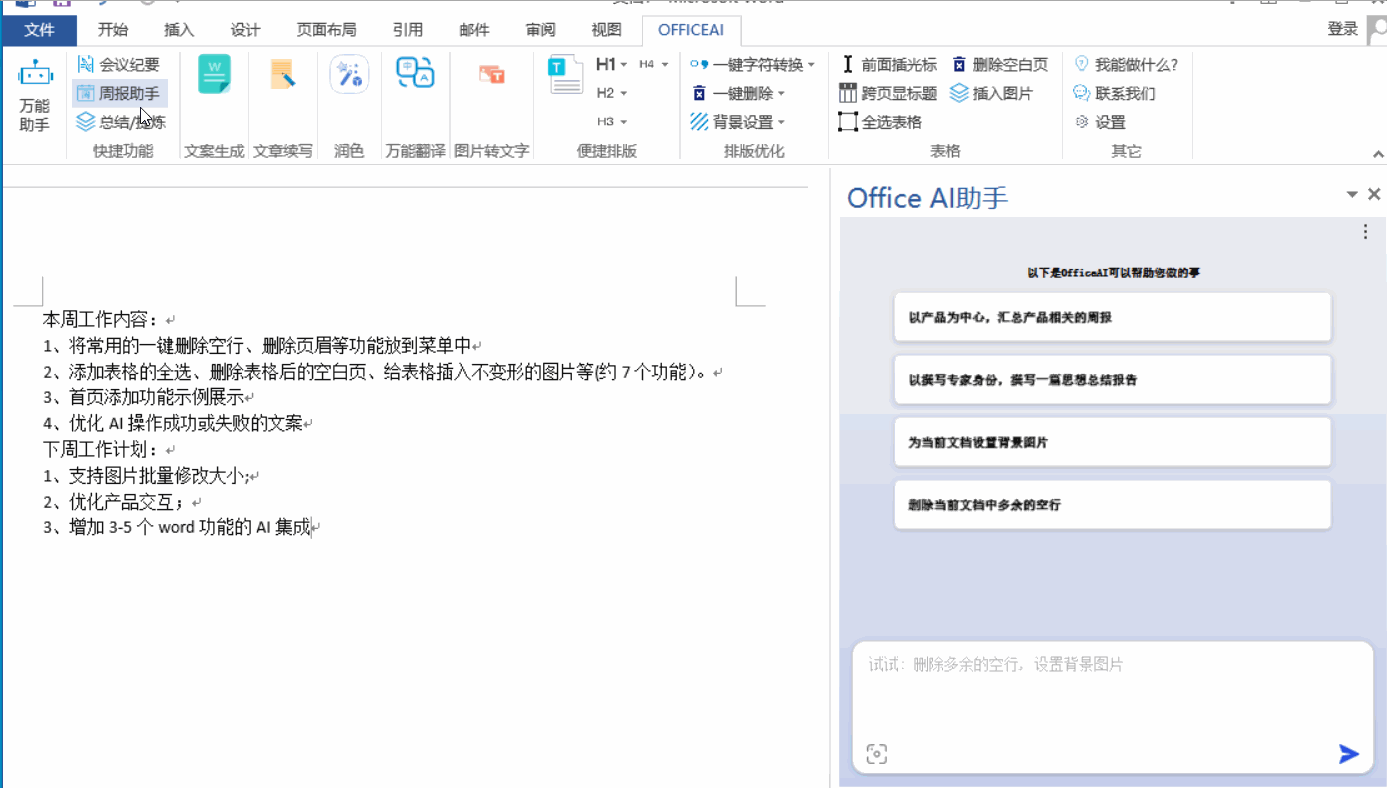 文件 开始 插入 设计 页面布局 引用 邮件 审阅 视图 OFFICEAI 登录
会议纪要 W T H1 H4 一键字符转换 前面插光标 删除空白页 我能做什么?
万能 周报助手 H2 一键删除 跨页显标题 插入图片 联系我们
助手 总结/提炼 H3 背景设置 全选表格 设置
快捷功能 文案生成 文章续写 润色 万能翻译 图片转文字 便捷排版 排版优化 表格 其它
Office AI助手
以下是OfficeAI可以帮助您做的事
以产品为中心，汇总产品相关的周报
以撰写专家身份，撰写一篇思想总结报告
为当前文档设置背景图片
删除当前文档中多余的空行
试试：删除多余的空行，设置背景图片
本周工作内容：
1、将常用的一键删除空行、删除页眉等功能放到菜单中
2、添加表格的全选、删除表格后的空白页、给表格插入不变形的图片等(约 7 个功能）。
3、首页添加功能示例展示
4、优化 AI 操作成功或失败的文案
下周工作计划：
1、支持图片批量修改大小;
2、优化产品交互；
3、增加 3-5 个 word 功能的 AI 集成